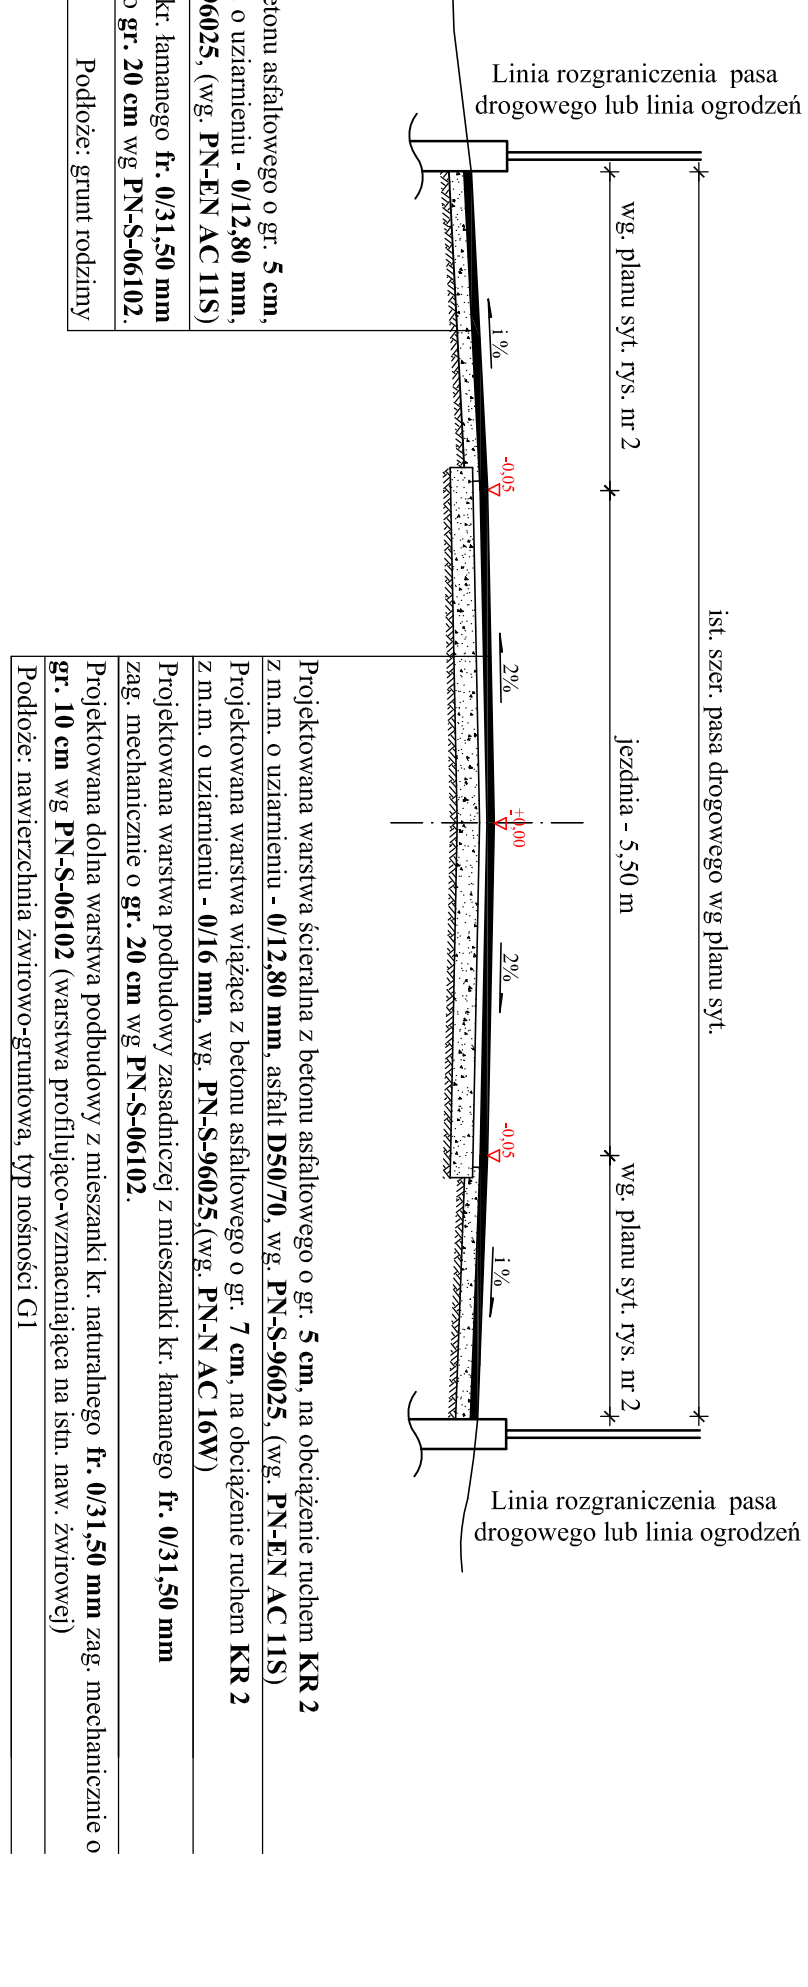 Linia rozgraniczenia pasa
drogowego lub linia ogrodzeń
ist. szer. pasa drogowego wg planu syt.
wg. planu syt. rys. nr 2
jezdnia - 5,50 m
wg. planu syt. rys. nr 2
i %
-0,05
2%
+0,00
2%
-0,05
i %
Linia rozgraniczenia pasa
drogowego lub linia ogrodzeń
asfaltowego o gr. 5 cm,
o uziarnieniu - 0/12,80 mm,
(wg. PN-EN AC 11S)
kr. łamanego fr. 0/31,50 mm
gr. 20 cm wg PN-S-06102.
Podłoże: grunt rodzimy
Projektowana warstwa ścieralna z betonu asfaltowego o gr. 5 cm, na obciążenie ruchem KR 2
z m.m. o uziarnieniu - 0/12,80 mm, asfalt D50/70, wg. PN-S-96025, (wg. PN-EN AC 11S)
Projektowana warstwa wiążąca z betonu asfaltowego o gr. 7 cm, na obciążenie ruchem KR 2
z m.m. o uziarnieniu - 0/16 mm, wg. PN-S-96025,(wg. PN-N AC 16W)
Projektowana warstwa podbudowy zasadniczej z mieszanki kr. łamanego fr. 0/31,50 mm
zag. mechanicznie o gr. 20 cm wg PN-S-06102.
Projektowana dolna warstwa podbudowy z mieszanki kr. naturalnego fr. 0/31,50 mm zag. mechanicznie o
gr. 10 cm wg PN-S-06102 (warstwa profilująco-wzmacniająca na istn. naw. żwirowej)
Podłoże: nawierzchnia żwirowo-gruntowa, typ nośności G1